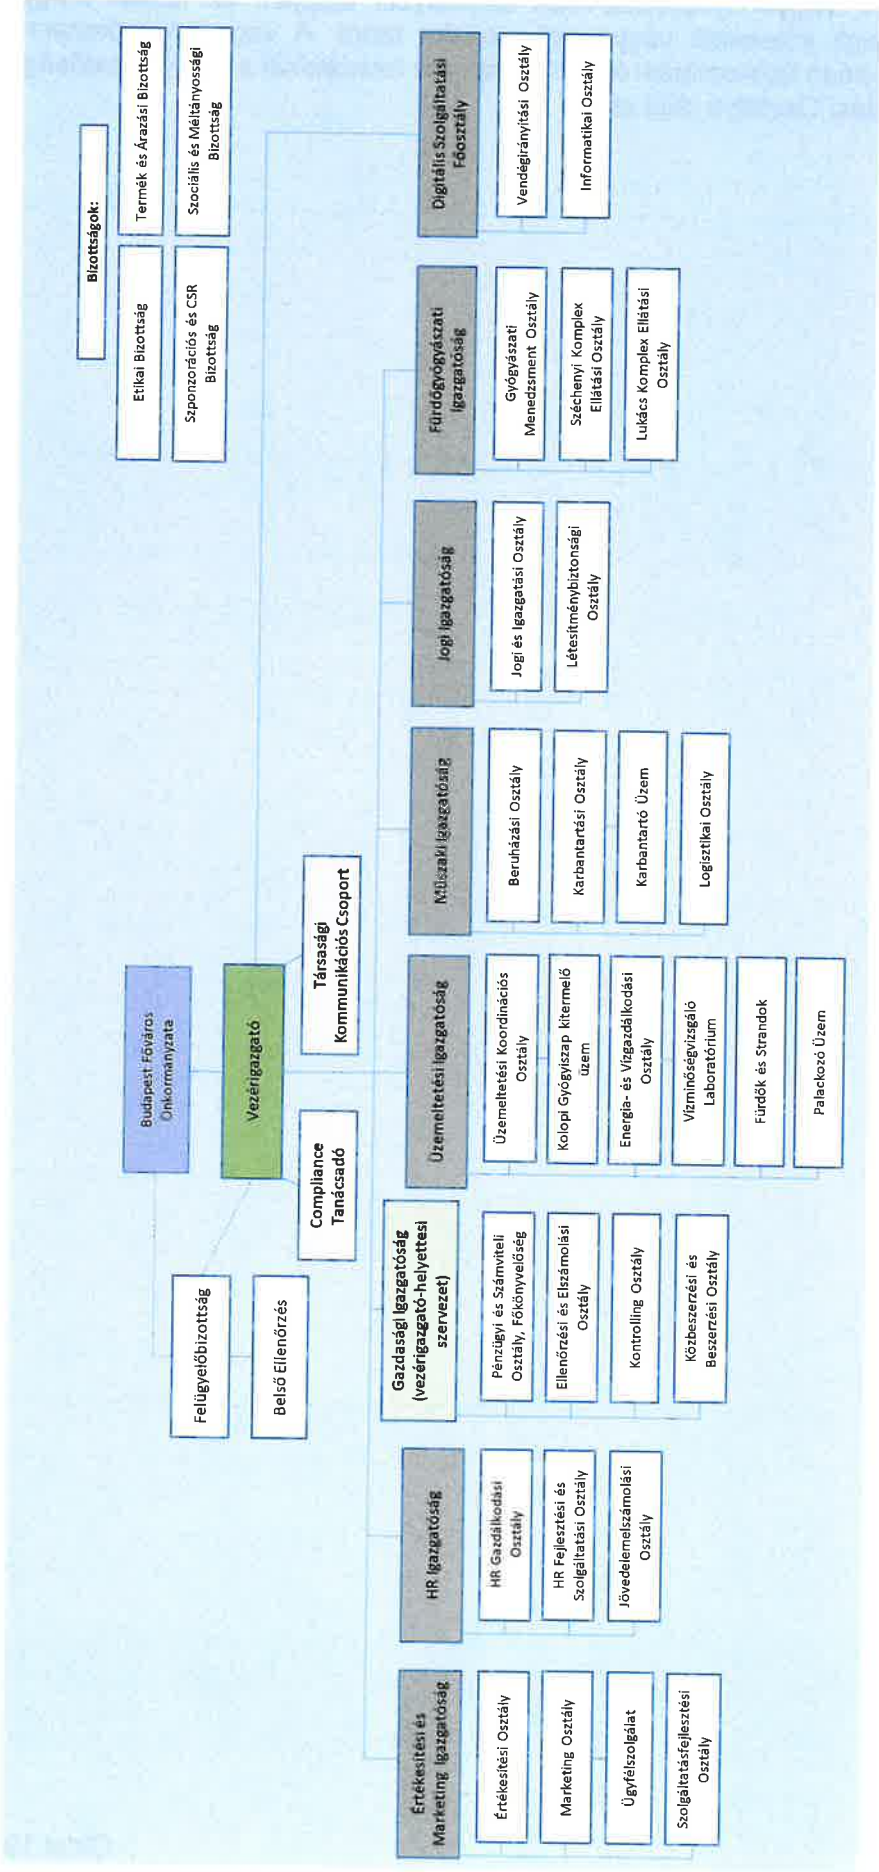 Budapest Főváros
Önkormányzata
Vezérigazgató
Felügyelőbizottság
Belső Ellenőrzés
Compliance
Tanácsadó
Társasági
Kommunikációs Csoport
Bizottságok:
Etikai Bizottság
Termék és Árazási Bizottság
Szponzorációs és CSR
Bizottság
Szociális és Méltányossági
Bizottság
Értékesítési és
Marketing Igazgatóság
Értékesítési Osztály
Marketing Osztály
Ügyfélszolgálat
Szolgáltatásfejlesztési
Osztály
HR Igazgatóság
HR Gazdálkodási
Osztály
HR Fejlesztési és
Szolgáltatási Osztály
Jövedelemelszámolási
Osztály
Gazdasági Igazgatóság
(vezérigazgató-helyettesi
szervezet)
Pénzügyi és Számviteli
Osztály, Főkönyvelőség
Ellenőrzési és Elszámolási
Osztály
Kontrolling Osztály
Közbeszerzési és
Beszerzési Osztály
Üzemeltetési Igazgatóság
Üzemeltetési Koordinációs
Osztály
Kolopi Gyógyiszap kitermelő
üzem
Energia- és Vízgazdálkodási
Osztály
Vízminőségvizsgáló
Laboratórium
Fürdők és Strandok
Palackozó Üzem
Műszaki Igazgatóság
Beruházási Osztály
Karbantartási Osztály
Karbantartó Üzem
Logisztikai Osztály
Jogi Igazgatóság
Jogi és Igazgatási Osztály
Létesítménybiztonsági
Osztály
Fürdőgyógyászati
Igazgatóság
Gyógyászati
Menedzsment Osztály
Széchenyi Komplex
Ellátási Osztály
Lukács Komplex Ellátási
Osztály
Digitális Szolgáltatási
Főosztály
Vendégirányítási Osztály
Informatikai Osztály